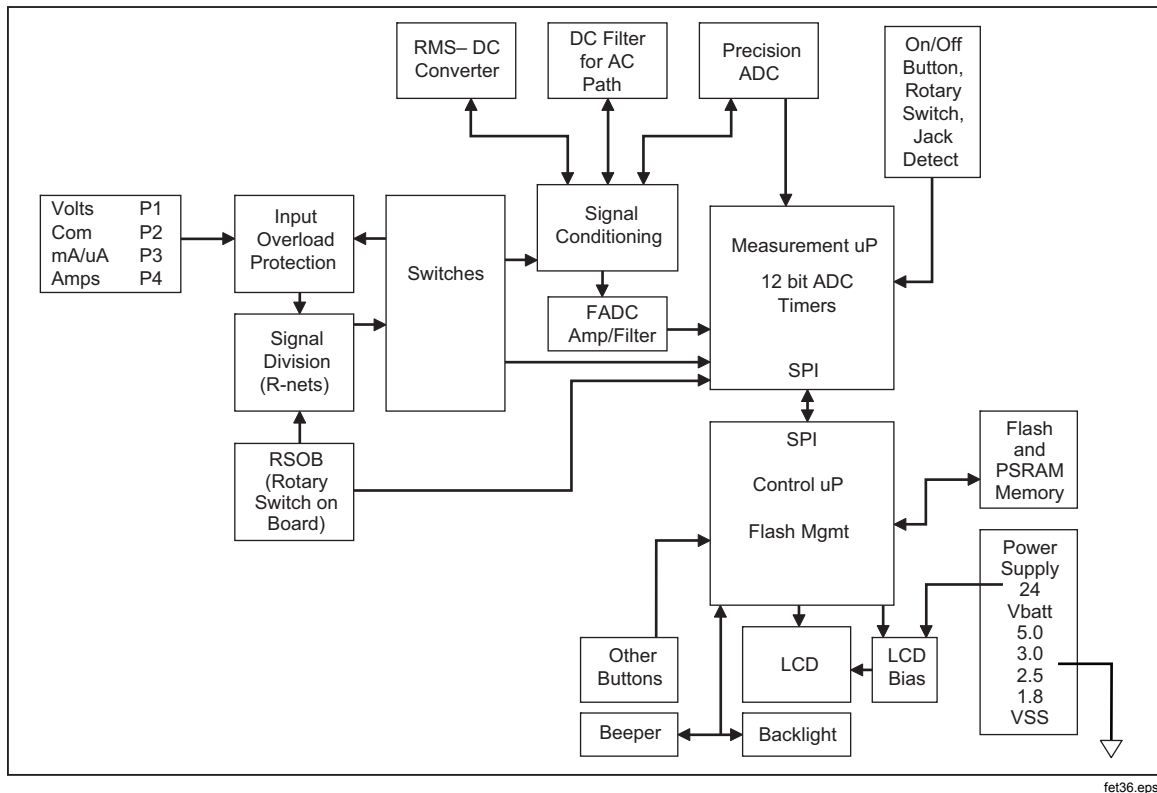 RMS– DC
Converter
DC Filter
for AC
Path
Precision
ADC
On/Off
Button,
Rotary
Switch,
Jack
Detect
Volts P1
Com P2
mA/uA P3
Amps P4
Input
Overload
Protection
Switches
Signal
Conditioning
Measurement uP
12 bit ADC
Timers
SPI
FADC
Amp/Filter
Signal
Division
(R-nets)
RSOB
(Rotary
Switch on
Board)
SPI
Control uP
Flash Mgmt
Flash
and
PSRAM
Memory
Power
Supply
24
Vbatt
5.0
3.0
2.5
1.8
VSS
Other
Buttons
LCD
LCD
Bias
Beeper
Backlight
fet36.eps